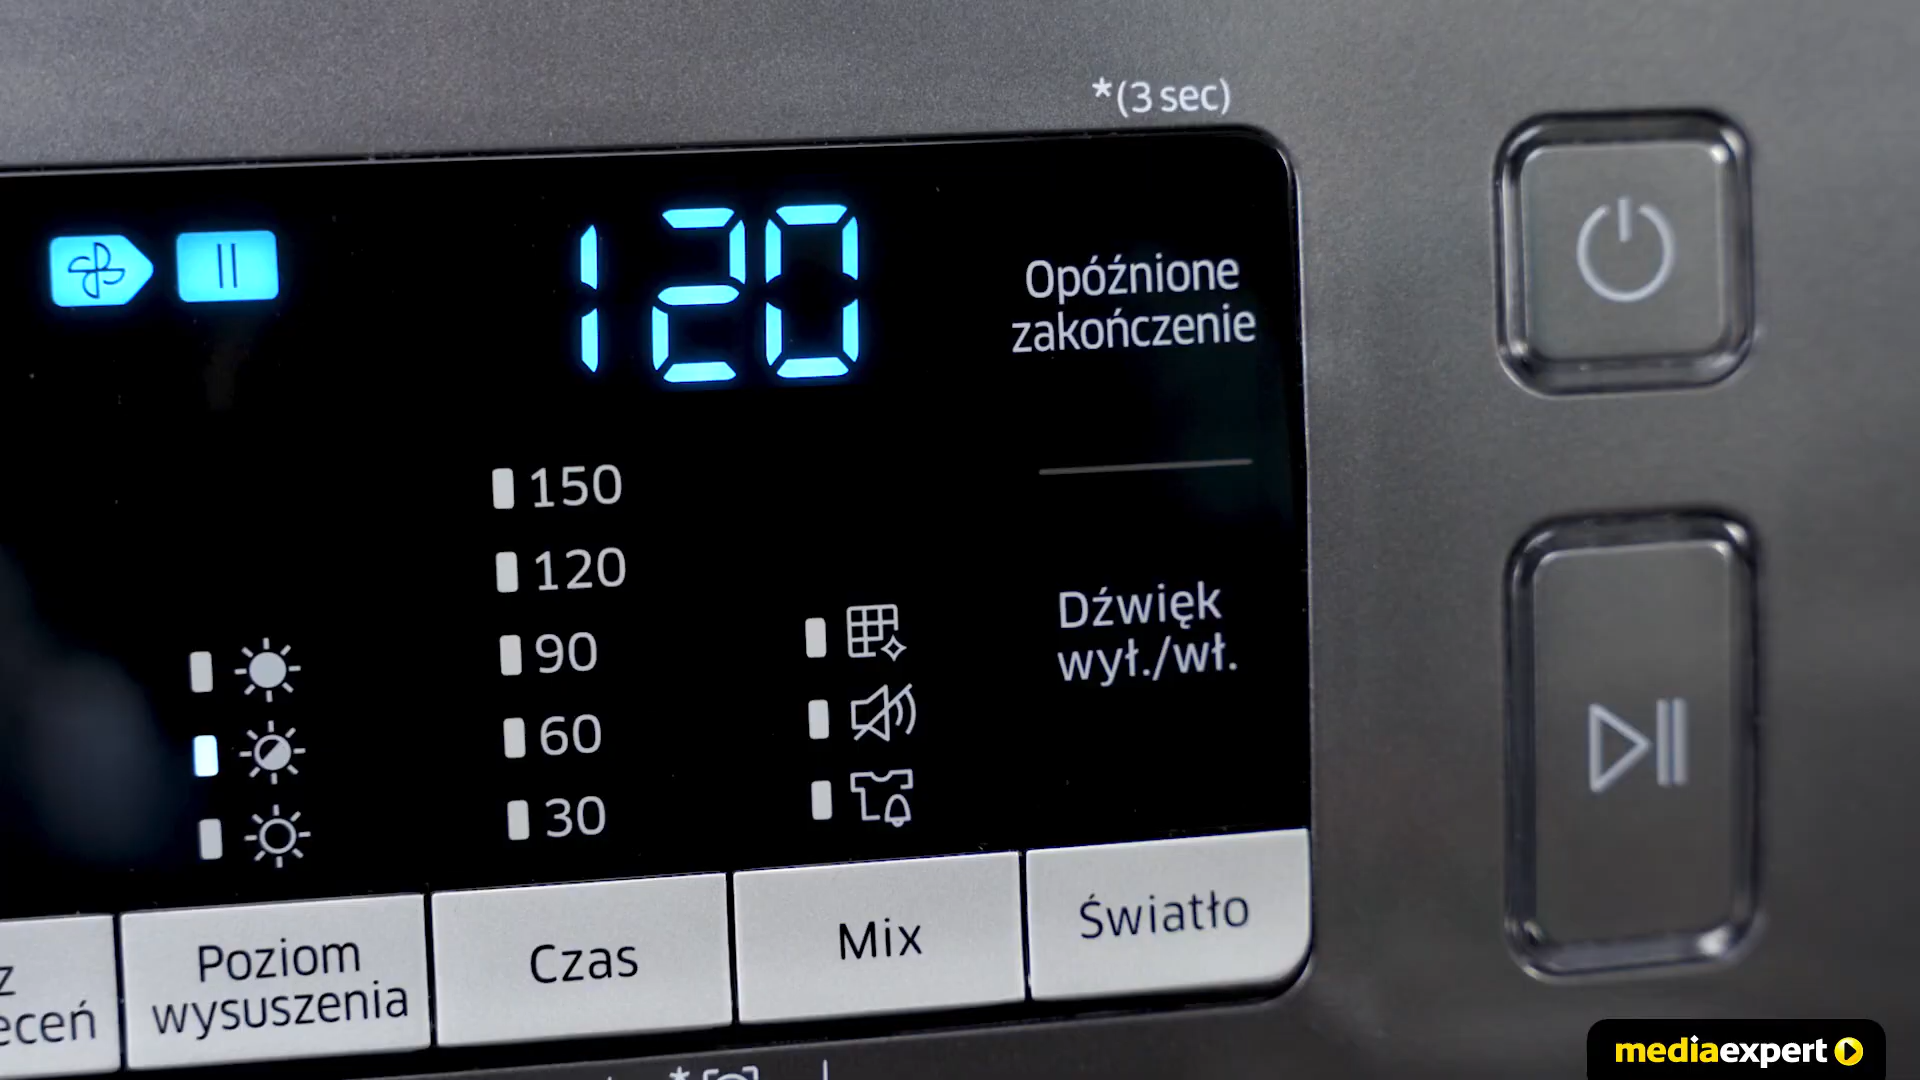 *(3 sec)
120
Opóźnione
zakończenie
150
120
90
60
30
Dźwięk
wył./wł.
z
eceń
Poziom
wysuszenia
Czas
Mix
Światło
mediaexpert